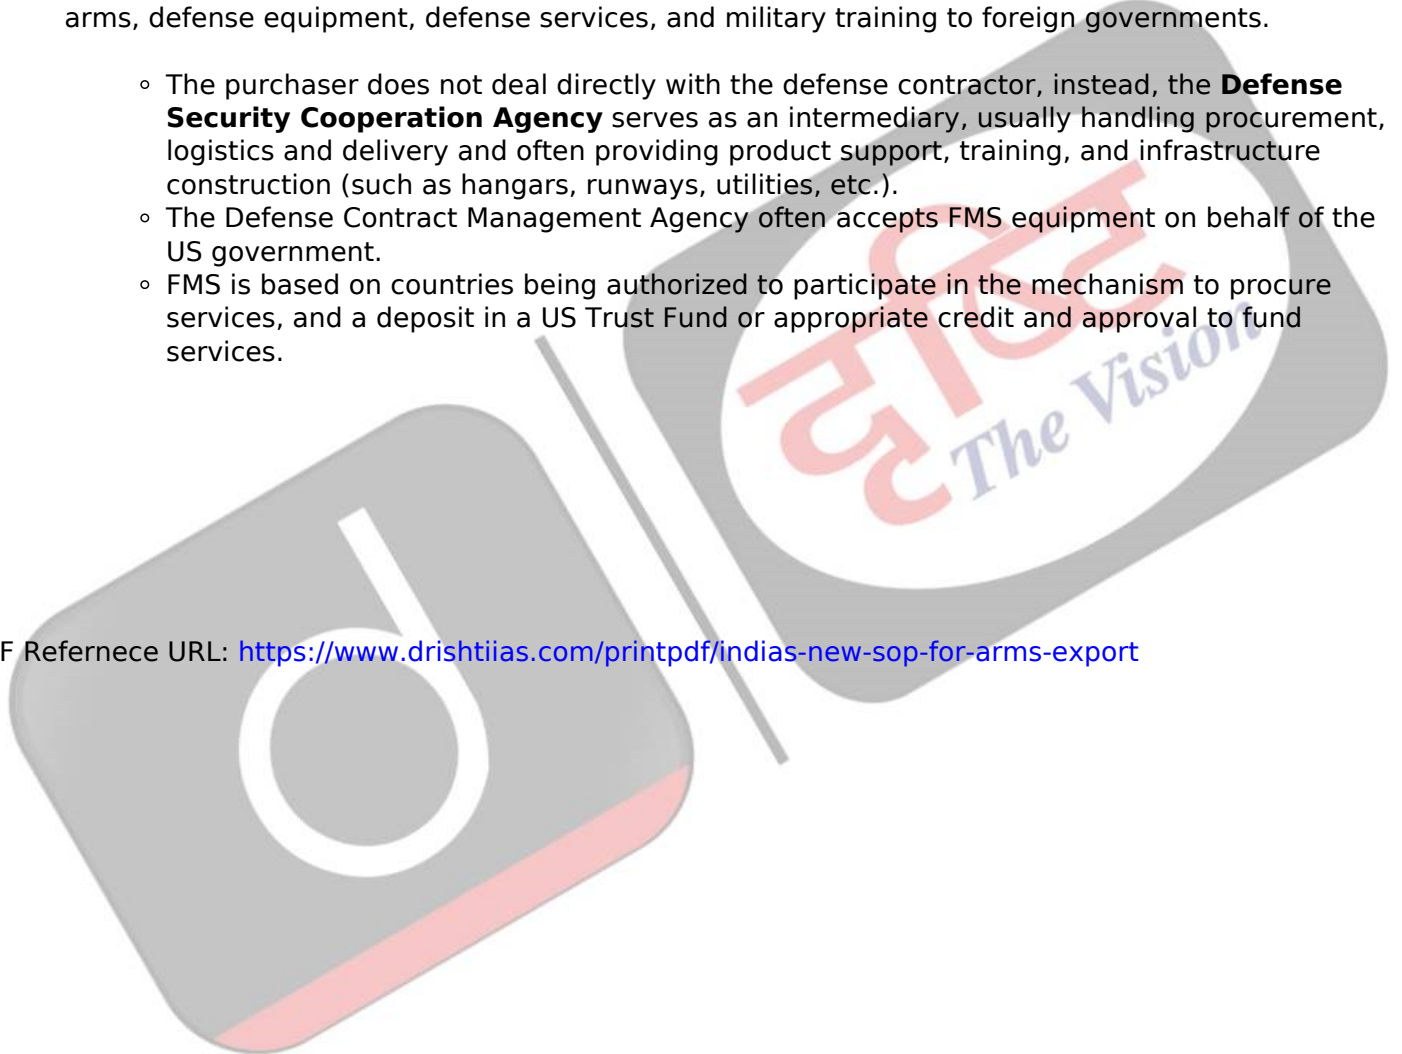 arms, defense equipment, defense services, and military training to foreign governments.
◦ The purchaser does not deal directly with the defense contractor, instead, the Defense
Security Cooperation Agency serves as an intermediary, usually handling procurement,
logistics and delivery and often providing product support, training, and infrastructure
construction (such as hangars, runways, utilities, etc.).
◦ The Defense Contract Management Agency often accepts FMS equipment on behalf of the
US government.
◦ FMS is based on countries being authorized to participate in the mechanism to procure
services, and a deposit in a US Trust Fund or appropriate credit and approval to fund
services.
दृष्टि
The Vision
d
F Refernece URL: https://www.drishtiias.com/printpdf/indias-new-sop-for-arms-export